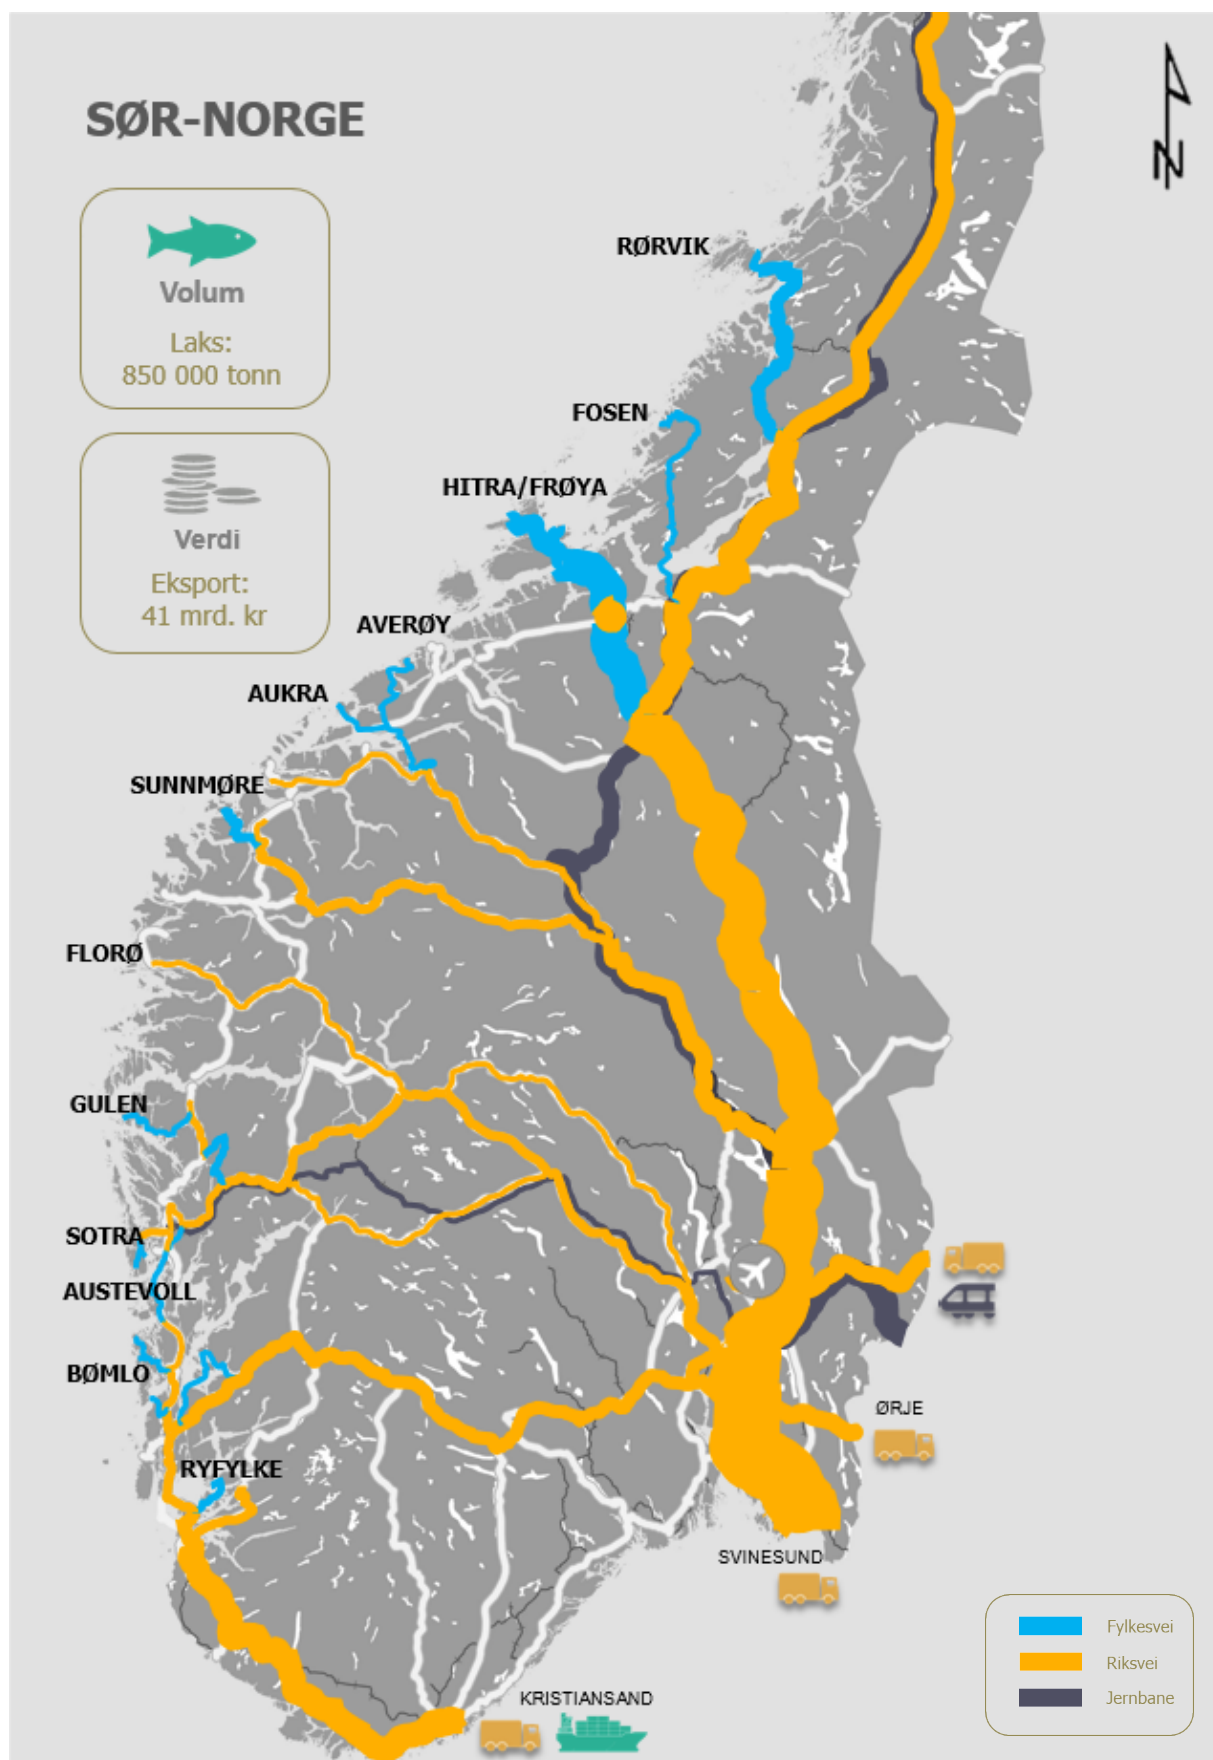 SØR-NORGE
N
Volum
Laks:
850 000 tonn
Verdi
Eksport:
41 mrd. kr
RØRVIK
FOSEN
HITRA/FRØYA
AVERØY
AUKRA
SUNNMØRE
FLORØ
GULEN
SOTRA
AUSTEVOLL
BØMLO
RYFYLKE
ØRJE
SVINESUND
KRISTIANSAND
Fylkesvei
Riksvei
Jernbane